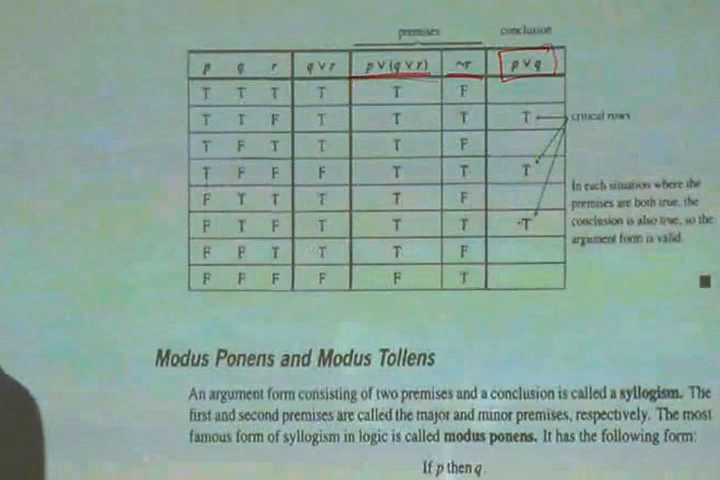 premises conclusion
p q r q ∨ r p ∨ (q ∨ r) ~r p ∨ q
T T T T T F
T T F T T T T critical rows
T F T T T F
T F F F T T T
F T T T T F
F T F T T T T
F F T T T F
F F F F F T
In each situation where the
premises are both true, the
conclusion is also true, so the
argument form is valid.
Modus Ponens and Modus Tollens
An argument form consisting of two premises and a conclusion is called a syllogism. The
first and second premises are called the major and minor premises, respectively. The most
famous form of syllogism in logic is called modus ponens. It has the following form:
If p then q